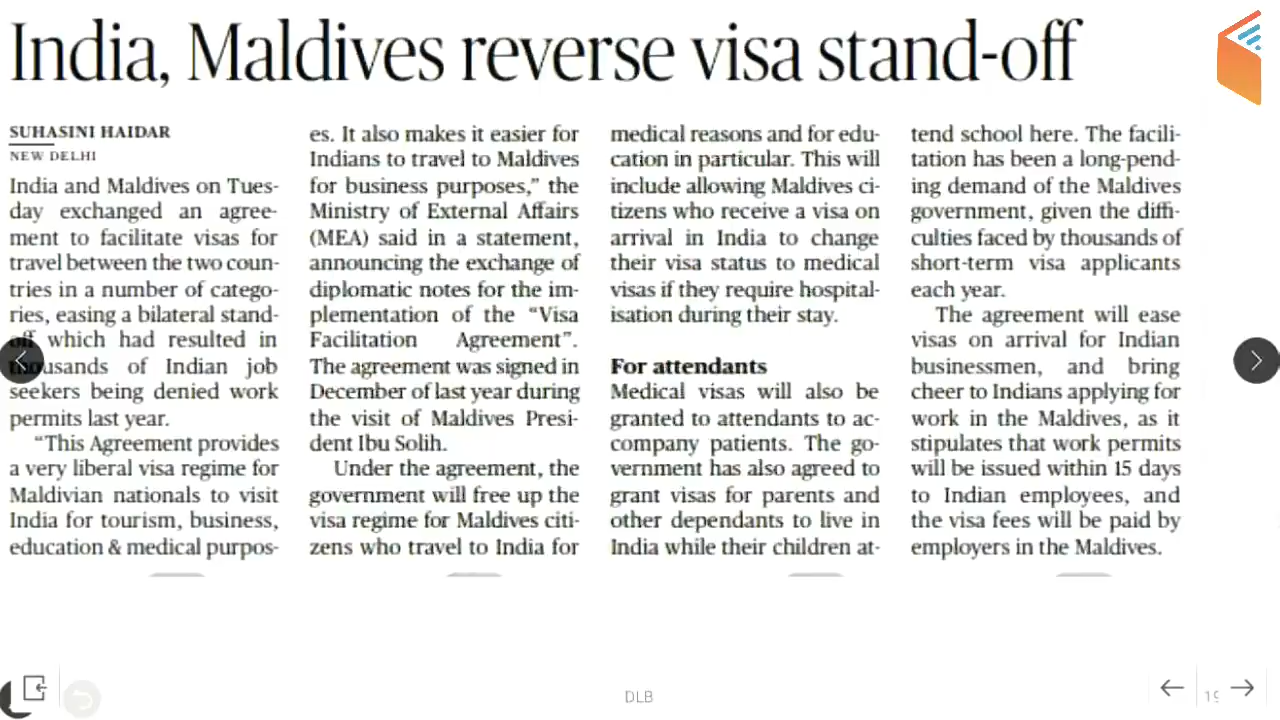 India, Maldives reverse visa stand-off
SUHASINI HAIDAR
NEW DELHI
India and Maldives on Tues-
day exchanged an agree-
ment to facilitate visas for
travel between the two coun-
tries in a number of catego-
ries, easing a bilateral stand-
off which had resulted in
thousands of Indian job
seekers being denied work
permits last year.
“This Agreement provides
a very liberal visa regime for
Maldivian nationals to visit
India for tourism, business,
education & medical purpos-
es. It also makes it easier for
Indians to travel to Maldives
for business purposes,” the
Ministry of External Affairs
(MEA) said in a statement,
announcing the exchange of
diplomatic notes for the im-
plementation of the “Visa
Facilitation Agreement”.
The agreement was signed in
December of last year during
the visit of Maldives Presi-
dent Ibu Solih.
Under the agreement, the
government will free up the
visa regime for Maldives citi-
zens who travel to India for
medical reasons and for edu-
cation in particular. This will
include allowing Maldives ci-
tizens who receive a visa on
arrival in India to change
their visa status to medical
visas if they require hospital-
isation during their stay.
For attendants
Medical visas will also be
granted to attendants to ac-
company patients. The go-
vernment has also agreed to
grant visas for parents and
other dependants to live in
India while their children at-
tend school here. The facili-
tation has been a long-pend-
ing demand of the Maldives
government, given the diffi-
culties faced by thousands of
short-term visa applicants
each year.
The agreement will ease
visas on arrival for Indian
businessmen, and bring
cheer to Indians applying for
work in the Maldives, as it
stipulates that work permits
will be issued within 15 days
to Indian employees, and
the visa fees will be paid by
employers in the Maldives.
DLB